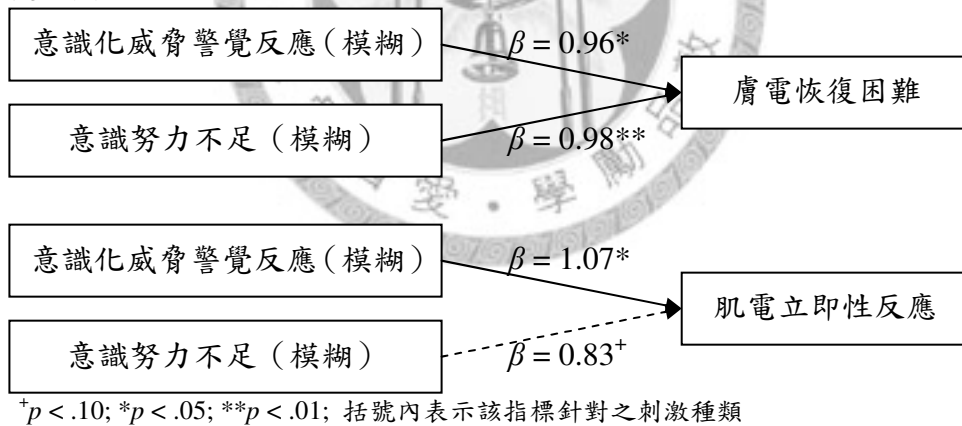 意識化威脅警覺反應（模糊）
β = 0.96*
膚電恢復困難
意識努力不足（模糊）
β = 0.98**
愛 · 學 勵 品
意識化威脅警覺反應（模糊）
β = 1.07*
肌電立即性反應
意識努力不足（模糊）
β = 0.83⁺
⁺p < .10; *p < .05; **p < .01; 括號內表示該指標針對之刺激種類